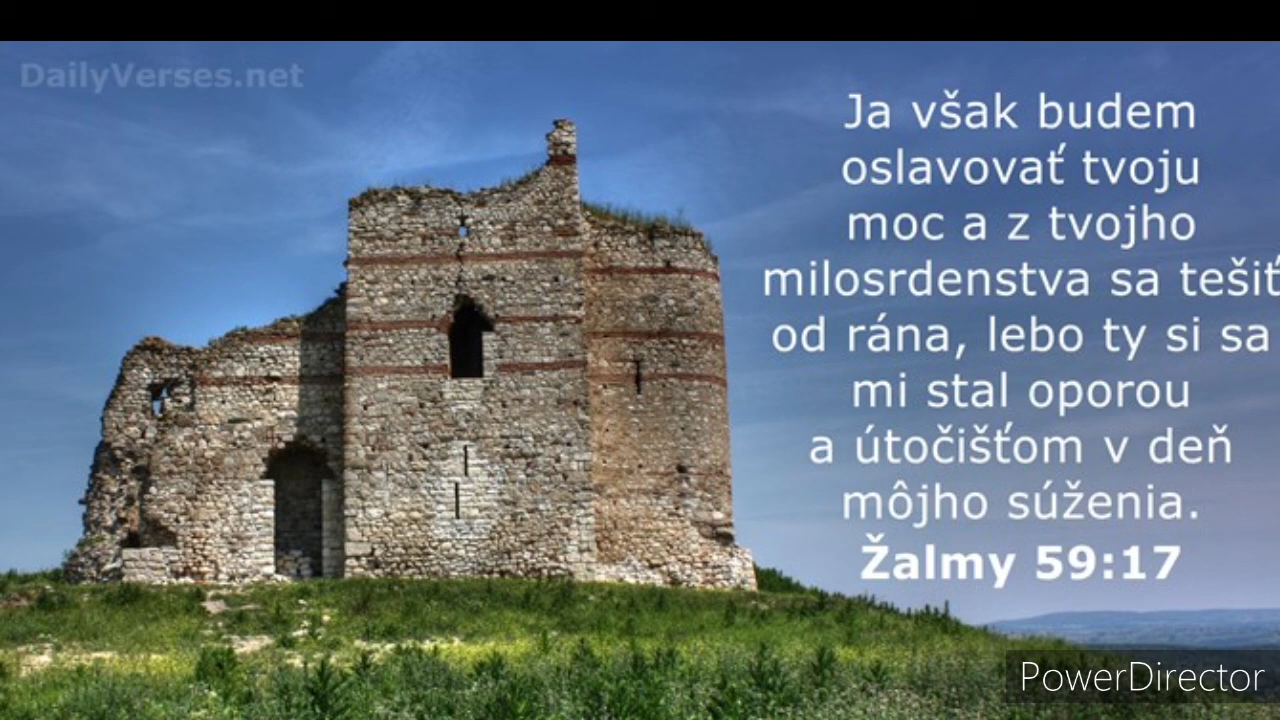 DailyVerses.net
Ja však budem
oslavovať tvoju
moc a z tvojho
milosrdenstva sa tešiť
od rána, lebo ty si sa
mi stal oporou
a útočišťom v deň
môjho súženia.
Žalmy 59:17
PowerDirector